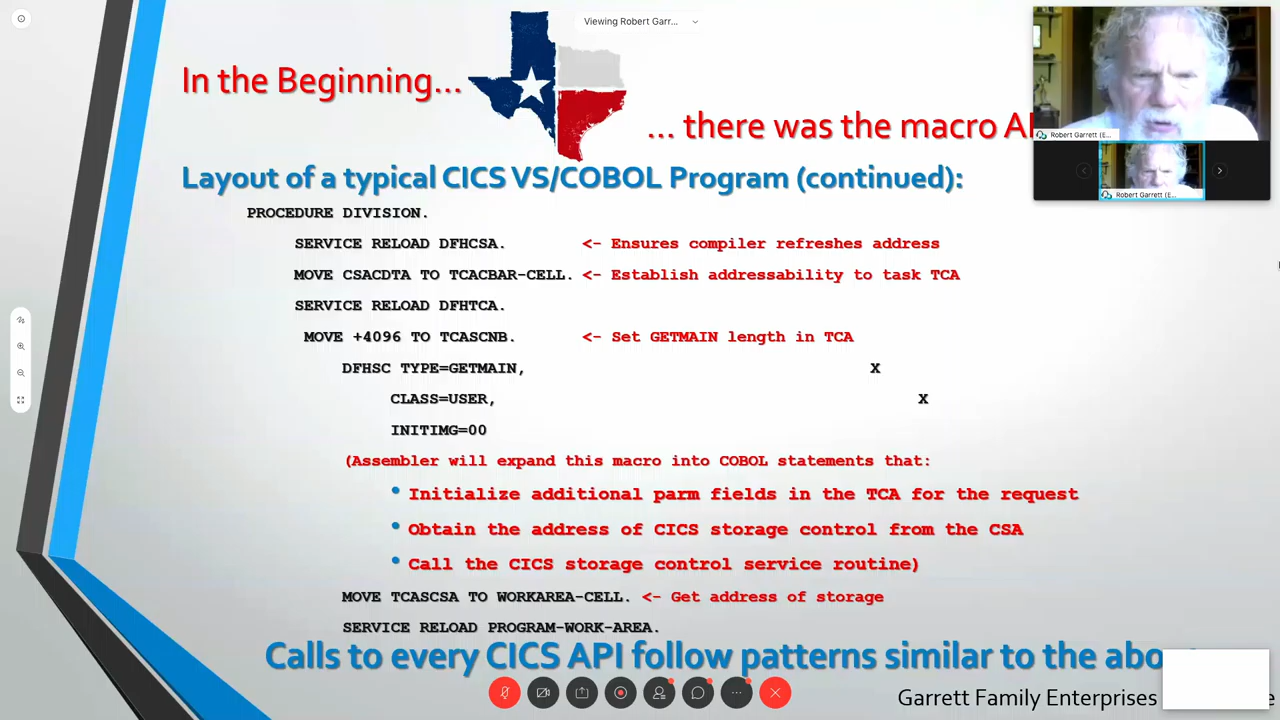 Viewing Robert Garr...
In the Beginning...
... there was the macro
Robert Garrett (E...
Robert Garrett (E...
Layout of a typical CICS VS/COBOL Program (continued):
PROCEDURE DIVISION.
SERVICE RELOAD DFHCSA. <- Ensures compiler refreshes address
MOVE CSACDTA TO TCACBAR-CELL. <- Establish addressability to task TCA
SERVICE RELOAD DFHTCA.
MOVE +4096 TO TCASCNB. <- Set GETMAIN length in TCA
DFHSC TYPE=GETMAIN, X
CLASS=USER, X
INITIMG=00
(Assembler will expand this macro into COBOL statements that:
• Initialize additional parm fields in the TCA for the request
• Obtain the address of CICS storage control from the CSA
• Call the CICS storage control service routine)
MOVE TCASCSA TO WORKAREA-CELL. <- Get address of storage
SERVICE RELOAD PROGRAM-WORK-AREA.
Calls to every CICS API follow patterns similar to the
Garrett Family Enterprises